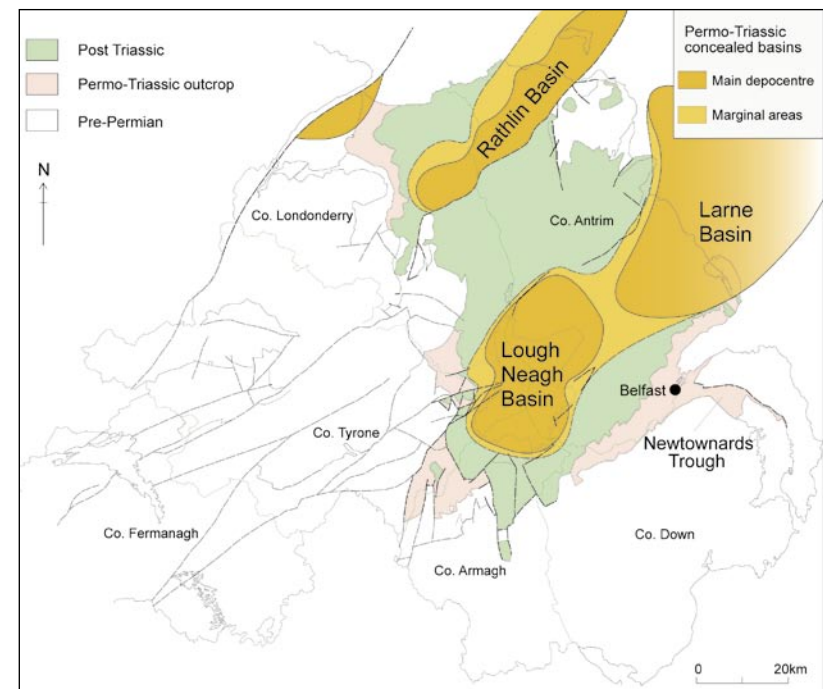 Post Triassic
Permo-Triassic outcrop
Pre-Permian
Permo-Triassic
concealed basins
Main depocentre
Marginal areas
N
Rathlin Basin
Co. Londonderry
Co. Antrim
Larne
Basin
Lough
Neagh
Basin
Belfast
Newtownards
Trough
Co. Tyrone
Co. Fermanagh
Co. Armagh
Co. Down
0 20km